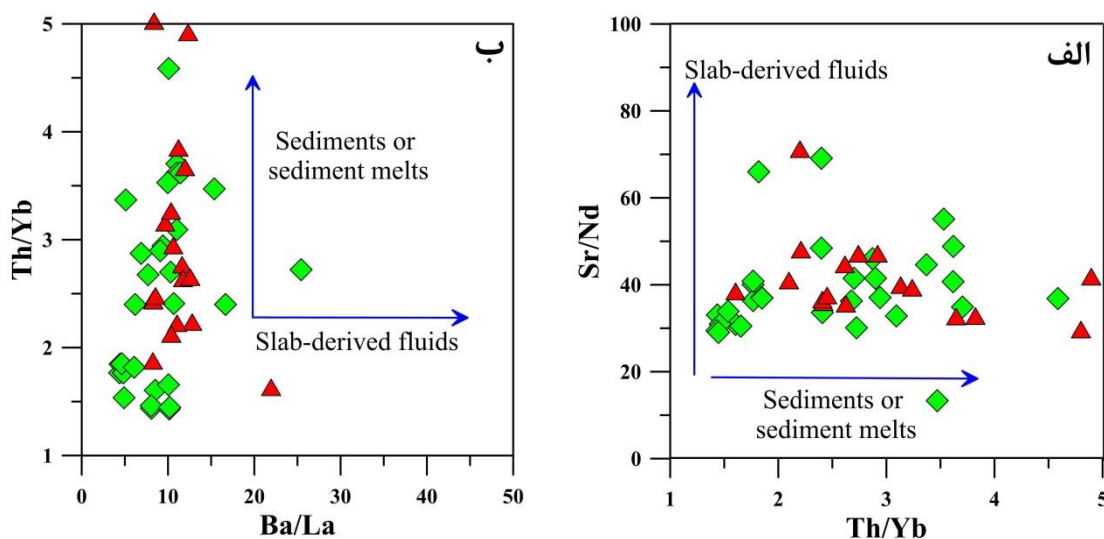 ب
5
4
3
2
1
Th/Yb
Sediments or
sediment melts
Slab-derived fluids
0
10
20
30
40
50
Ba/La
الف
100
80
60
40
20
0
Sr/Nd
Slab-derived fluids
Sediments or
sediment melts
1
2
3
4
5
Th/Yb